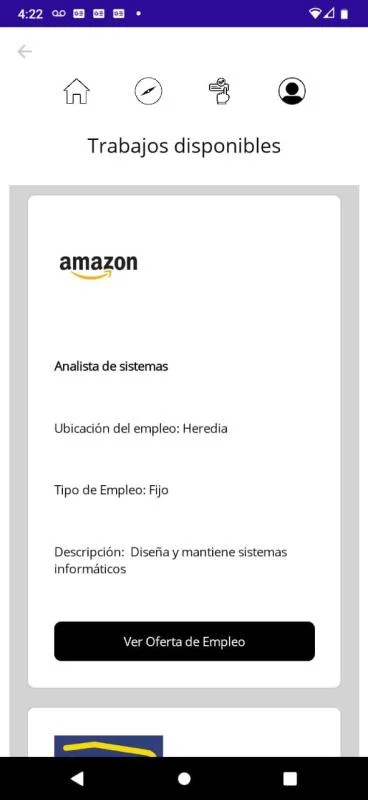 4:22
Trabajos disponibles
amazon
Analista de sistemas
Ubicación del empleo: Heredia
Tipo de Empleo: Fijo
Descripción:  Diseña y mantiene sistemas
informáticos
Ver Oferta de Empleo